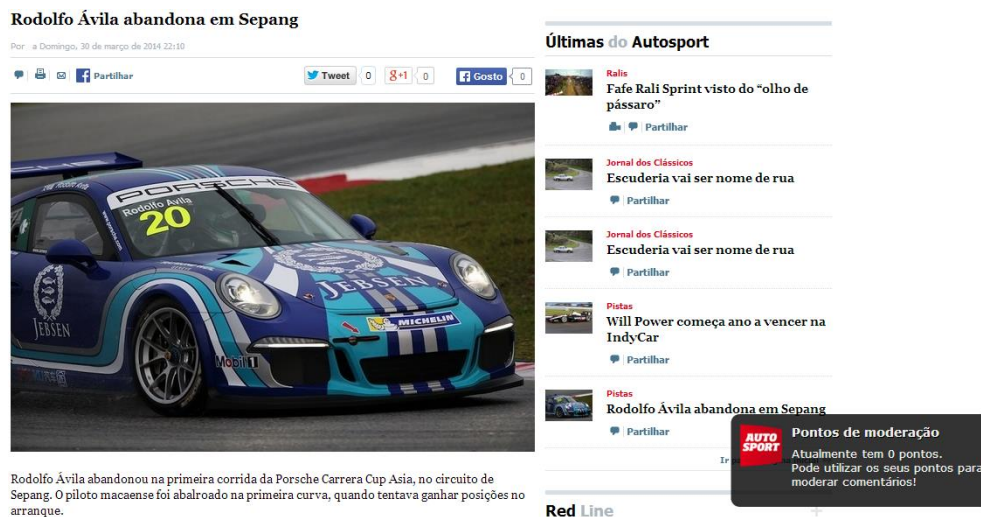 Rodolfo Ávila abandona em Sepang
Por a Domingo, 30 de março de 2014 22:10
Partilhar
Tweet 0
g+1 0
Gosto 0
PORSCHE
Rodolfo Avila
20
JEBSEN
JEBSEN
MICHELIN
Mobil 1
Rodolfo Ávila abandonou na primeira corrida da Porsche Carrera Cup Asia, no circuito de
Sepang. O piloto macaense foi abalroado na primeira curva, quando tentava ganhar posições no
arranque.
Últimas do Autosport
Ralis
Fafe Rali Sprint visto do “olho de
pássaro”
Partilhar
Jornal dos Clássicos
Escuderia vai ser nome de rua
Partilhar
Jornal dos Clássicos
Escuderia vai ser nome de rua
Partilhar
Pistas
Will Power começa ano a vencer na
IndyCar
Partilhar
Pistas
Rodolfo Ávila abandona em Sepang
Partilhar
Ir
AUTO
SPORT
Pontos de moderação
Atualmente tem 0 pontos.
Pode utilizar os seus pontos para
moderar comentários!
Red Line
+